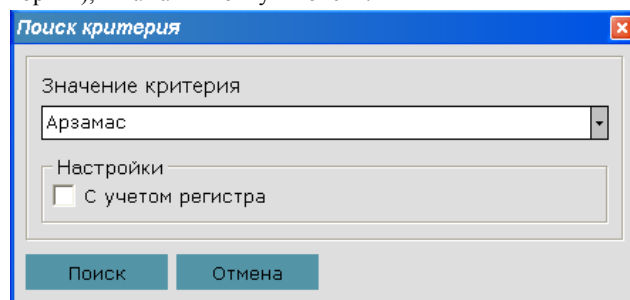 Поиск критерия
Значение критерия
Арзамас
Настройки
С учетом регистра
Поиск Отмена